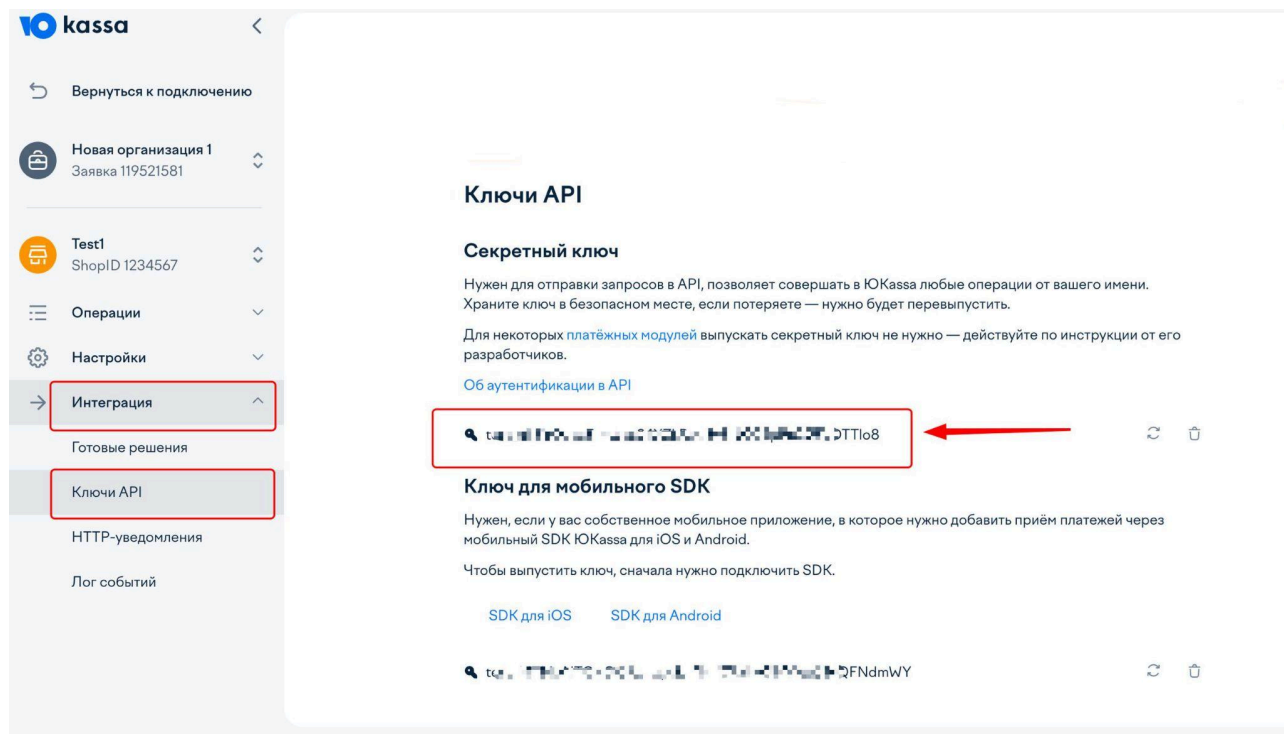 Ю kassa
Вернуться к подключению
Новая организация 1
Заявка 119521581
Test1
ShopID 1234567
Операции
Настройки
Интеграция
Готовые решения
Ключи API
HTTP-уведомления
Лог событий
Ключи API
Секретный ключ
Нужен для отправки запросов в API, позволяет совершать в ЮKassa любые операции от вашего имени.
Храните ключ в безопасном месте, если потеряете — нужно будет перевыпустить.
Для некоторых платёжных модулей выпускать секретный ключ не нужно — действуйте по инструкции от его
разработчиков.
Об аутентификации в API
Ключ для мобильного SDK
Нужен, если у вас собственное мобильное приложение, в которое нужно добавить приём платежей через
мобильный SDK ЮKassa для iOS и Android.
Чтобы выпустить ключ, сначала нужно подключить SDK.
SDK для iOS
SDK для Android